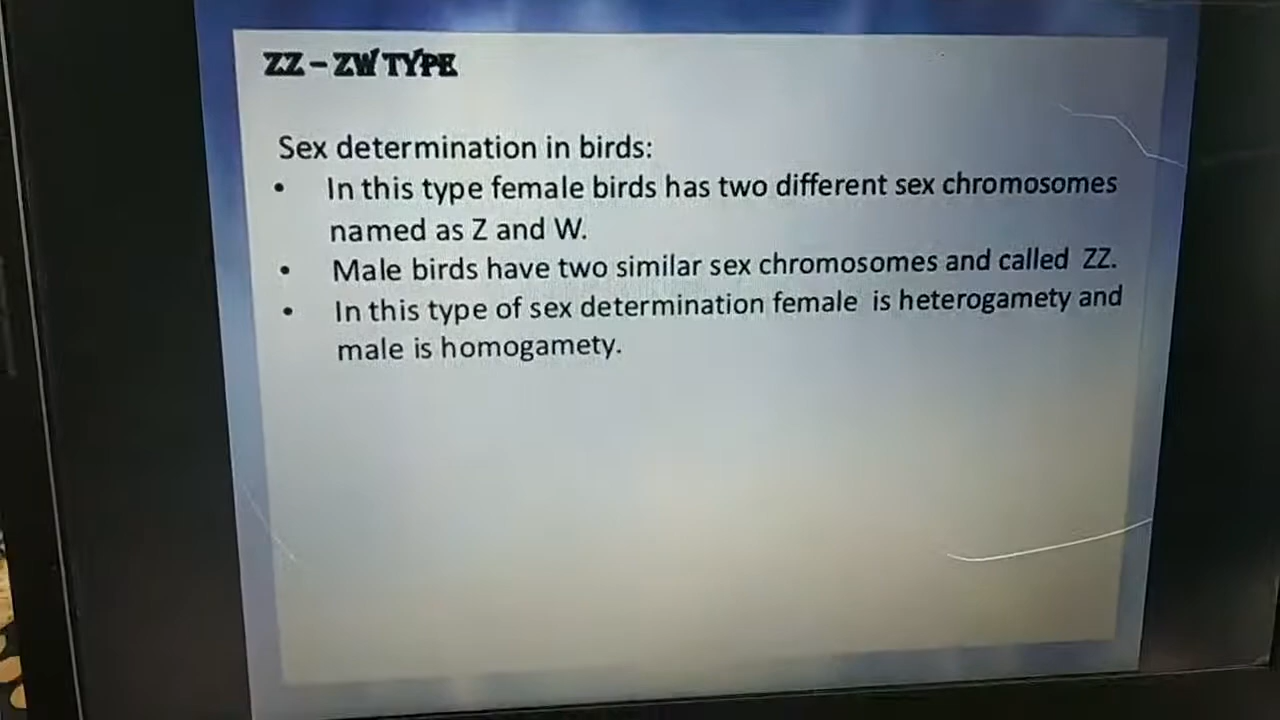 ZZ – ZW TYPE
Sex determination in birds:
• In this type female birds has two different sex chromosomes
named as Z and W.
• Male birds have two similar sex chromosomes and called ZZ.
• In this type of sex determination female is heterogamety and
male is homogamety.